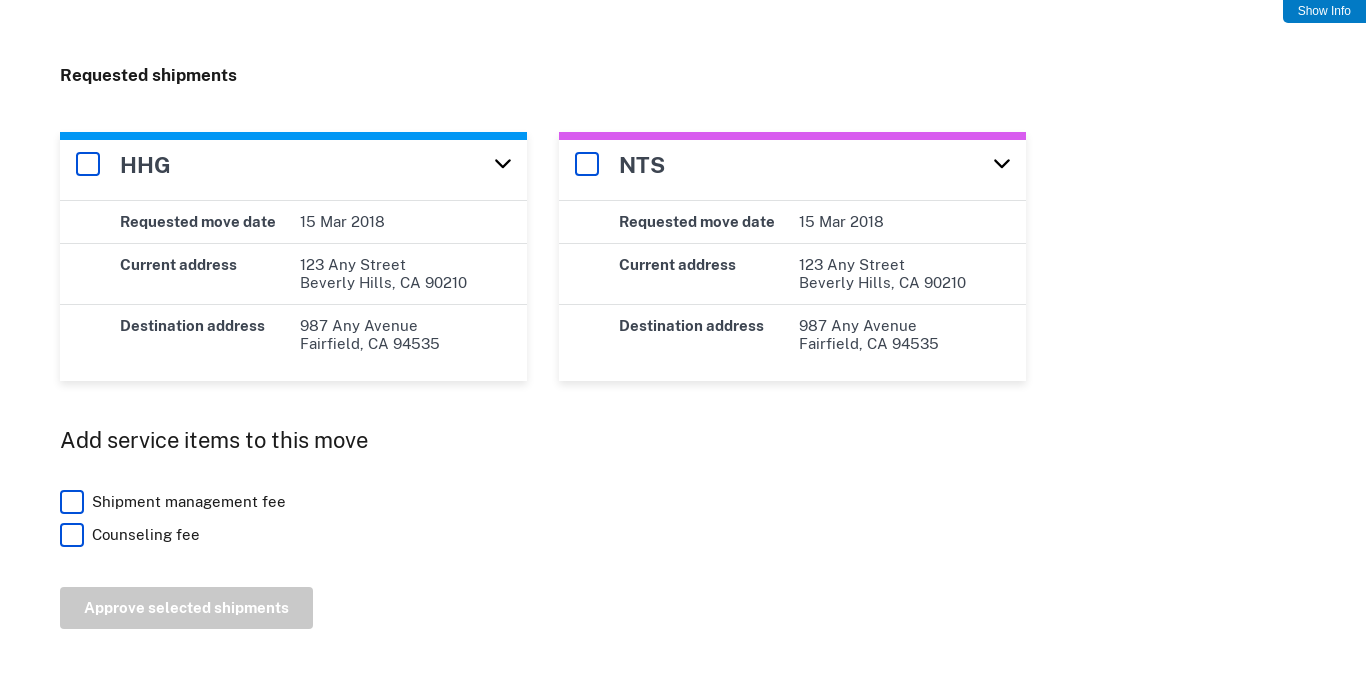 Show Info
Requested shipments
HHG
Requested move date 15 Mar 2018
Current address 123 Any Street
Beverly Hills, CA 90210
Destination address 987 Any Avenue
Fairfield, CA 94535
NTS
Requested move date 15 Mar 2018
Current address 123 Any Street
Beverly Hills, CA 90210
Destination address 987 Any Avenue
Fairfield, CA 94535
Add service items to this move
Shipment management fee
Counseling fee
Approve selected shipments